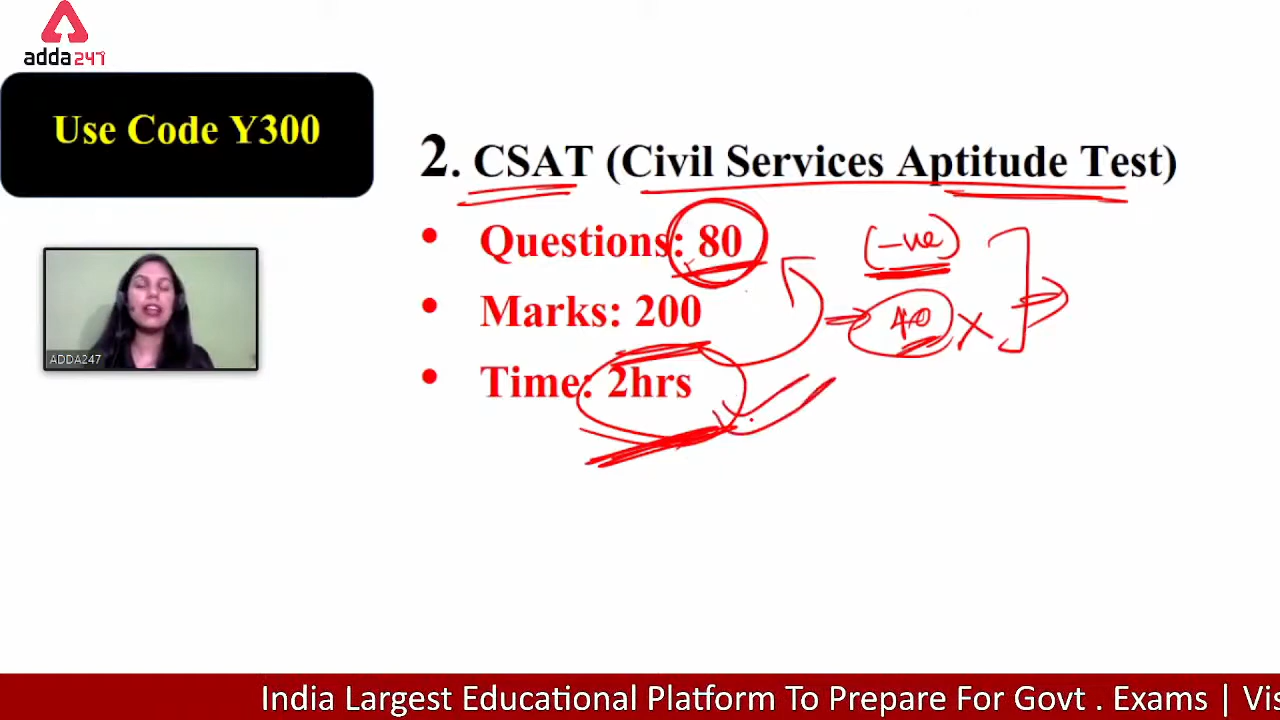 adda247
Use Code Y300
2. CSAT (Civil Services Aptitude Test)
• Questions: 80
(-ve)
• Marks: 200
40 X
• Time: 2hrs
ADDA247
India Largest Educational Platform To Prepare For Govt . Exams | Vis